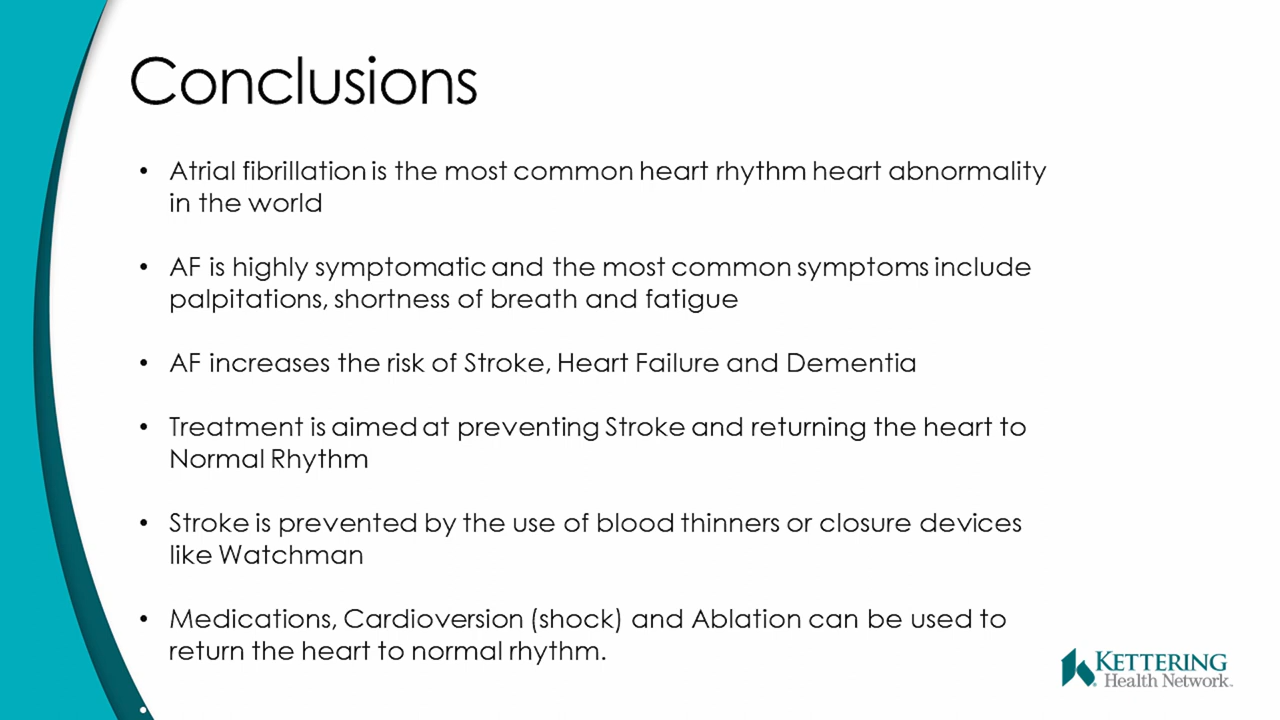 Conclusions
• Atrial fibrillation is the most common heart rhythm heart abnormality
in the world
• AF is highly symptomatic and the most common symptoms include
palpitations, shortness of breath and fatigue
• AF increases the risk of Stroke, Heart Failure and Dementia
• Treatment is aimed at preventing Stroke and returning the heart to
Normal Rhythm
• Stroke is prevented by the use of blood thinners or closure devices
like Watchman
• Medications, Cardioversion (shock) and Ablation can be used to
return the heart to normal rhythm.
•
KETTERING
Health Network